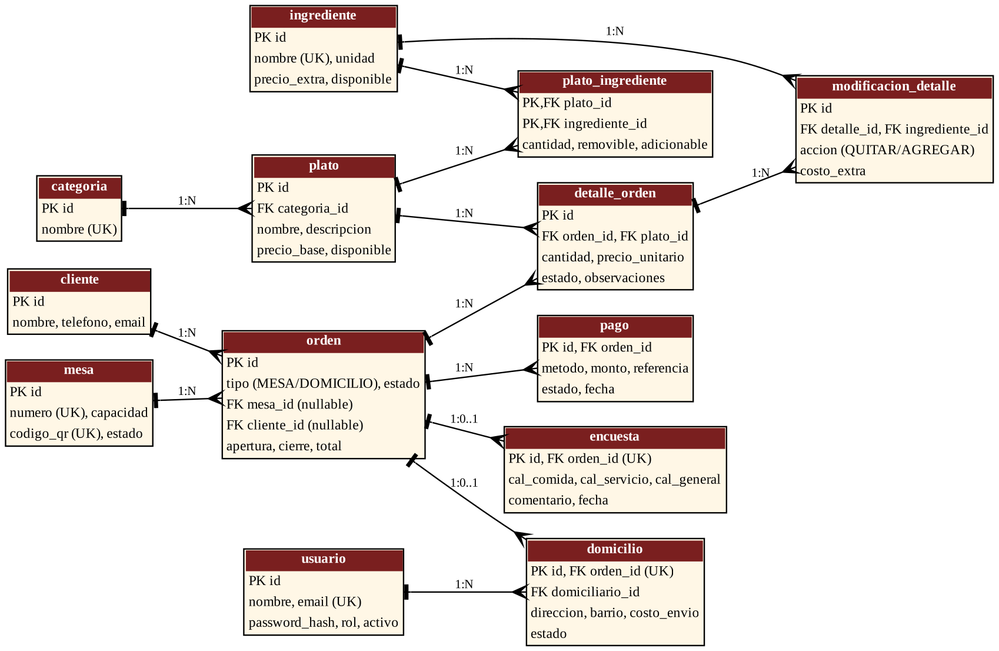 ingrediente
PK id
nombre (UK), unidad
precio_extra, disponible
1:N
1:N
plato_ingrediente
PK,FK plato_id
PK,FK ingrediente_id
cantidad, removible, adicionable
modificacion_detalle
PK id
FK detalle_id, FK ingrediente_id
accion (QUITAR/AGREGAR)
costo_extra
categoria
PK id
nombre (UK)
1:N
plato
PK id
FK categoria_id
nombre, descripcion
precio_base, disponible
1:N
1:N
detalle_orden
PK id
FK orden_id, FK plato_id
cantidad, precio_unitario
estado, observaciones
1:N
cliente
PK id
nombre, telefono, email
1:N
mesa
PK id
numero (UK), capacidad
codigo_qr (UK), estado
1:N
orden
PK id
tipo (MESA/DOMICILIO), estado
FK mesa_id (nullable)
FK cliente_id (nullable)
apertura, cierre, total
1:N
1:N
1:0..1
1:0..1
pago
PK id, FK orden_id
metodo, monto, referencia
estado, fecha
encuesta
PK id, FK orden_id (UK)
cal_comida, cal_servicio, cal_general
comentario, fecha
usuario
PK id
nombre, email (UK)
password_hash, rol, activo
1:N
domicilio
PK id, FK orden_id (UK)
FK domiciliario_id
direccion, barrio, costo_envio
estado